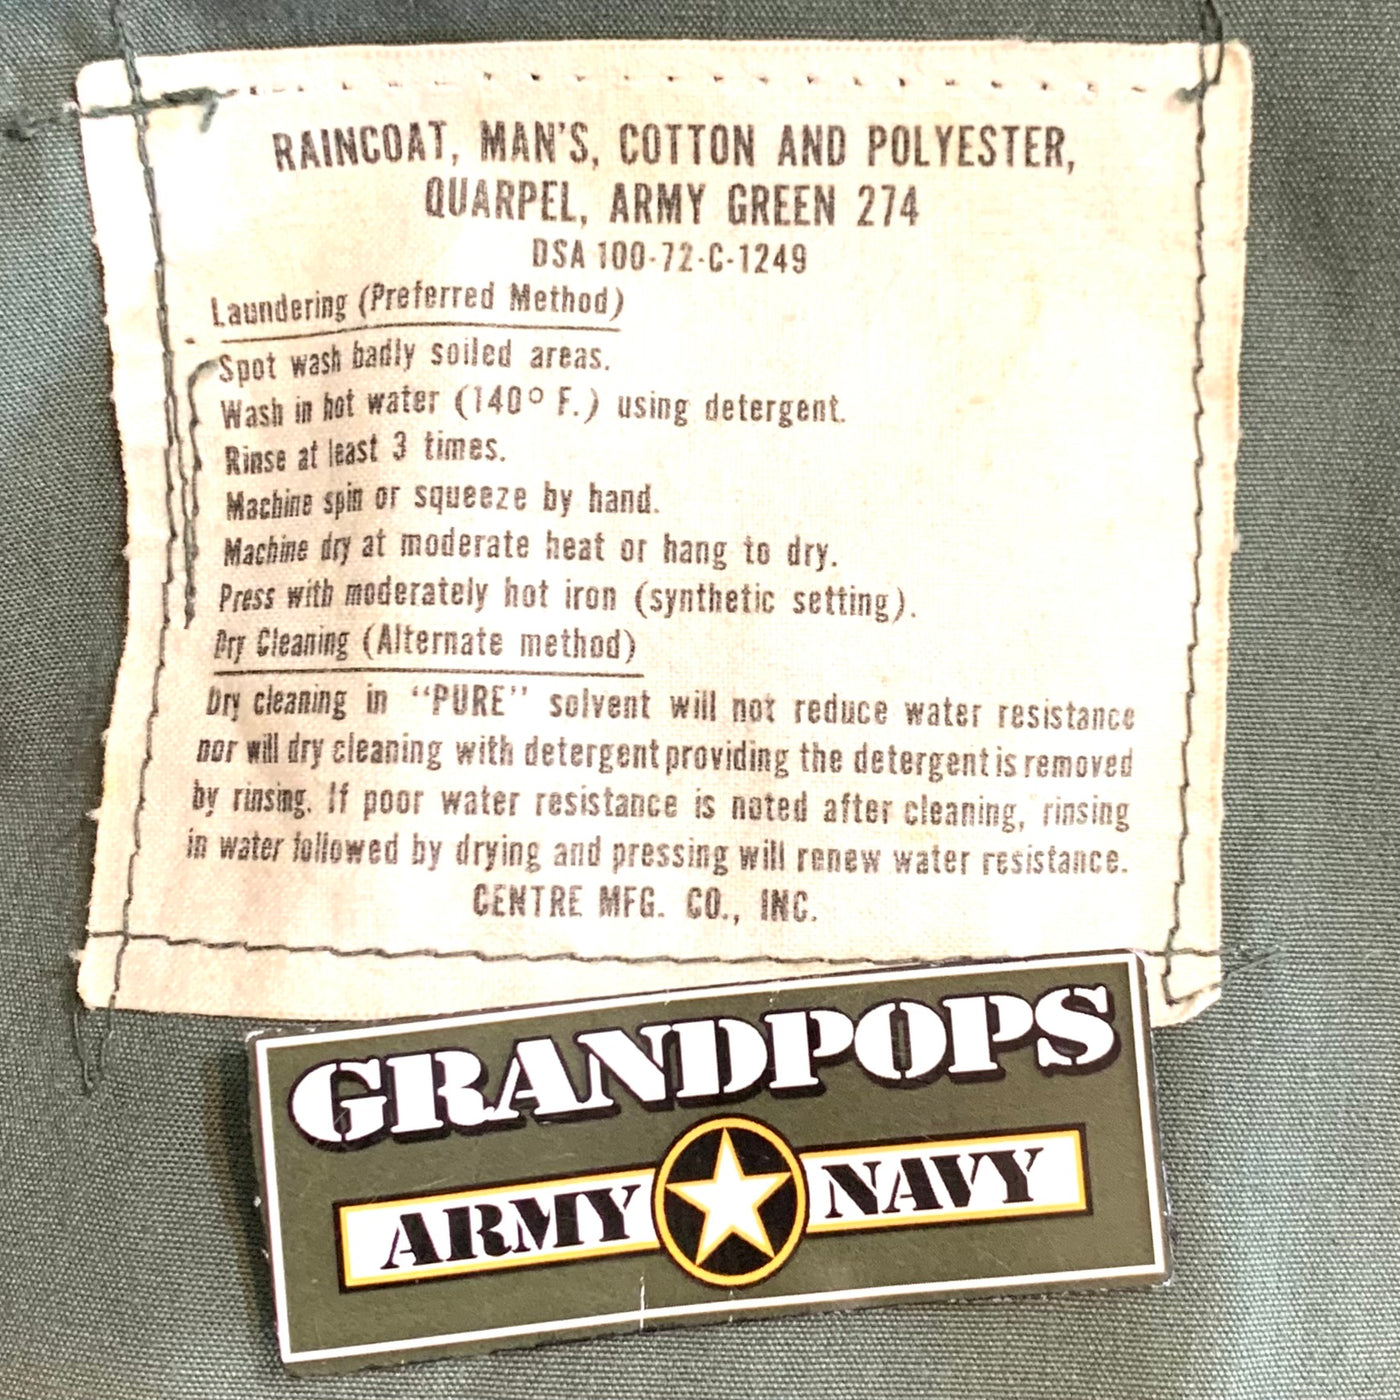 RAINCOAT, MAN'S, COTTON AND POLYESTER,
QUARPEL, ARMY GREEN 274
DSA 100-72-C-1249
Laundering (Preferred Method)
Spot wash badly soiled areas.
Wash in hot water (140° F.) using detergent.
Rinse at least 3 times.
Machine spin or squeeze by hand.
Machine dry at moderate heat or hang to dry.
Press with moderately hot iron (synthetic setting).
Dry Cleaning (Alternate method)
Dry cleaning in “PURE” solvent will not reduce water resistance
nor will dry cleaning with detergent providing the detergent is removed
by rinsing. If poor water resistance is noted after cleaning, rinsing
in water followed by drying and pressing will renew water resistance.
CENTRE MFG. CO., INC.
GRANDPOPS
ARMY NAVY